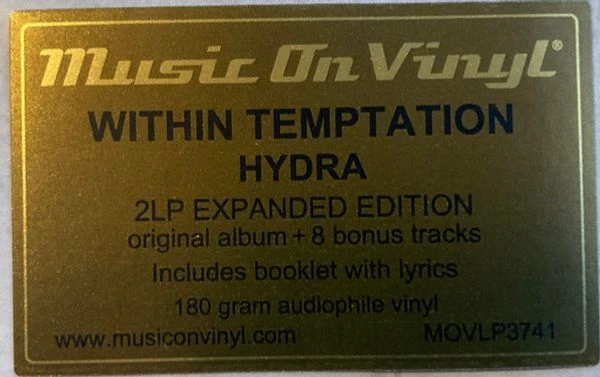 Music On Vinyl®
WITHIN TEMPTATION
HYDRA
2LP EXPANDED EDITION
original album + 8 bonus tracks
Includes booklet with lyrics
180 gram audiophile vinyl
www.musiconvinyl.com MOVLP3741